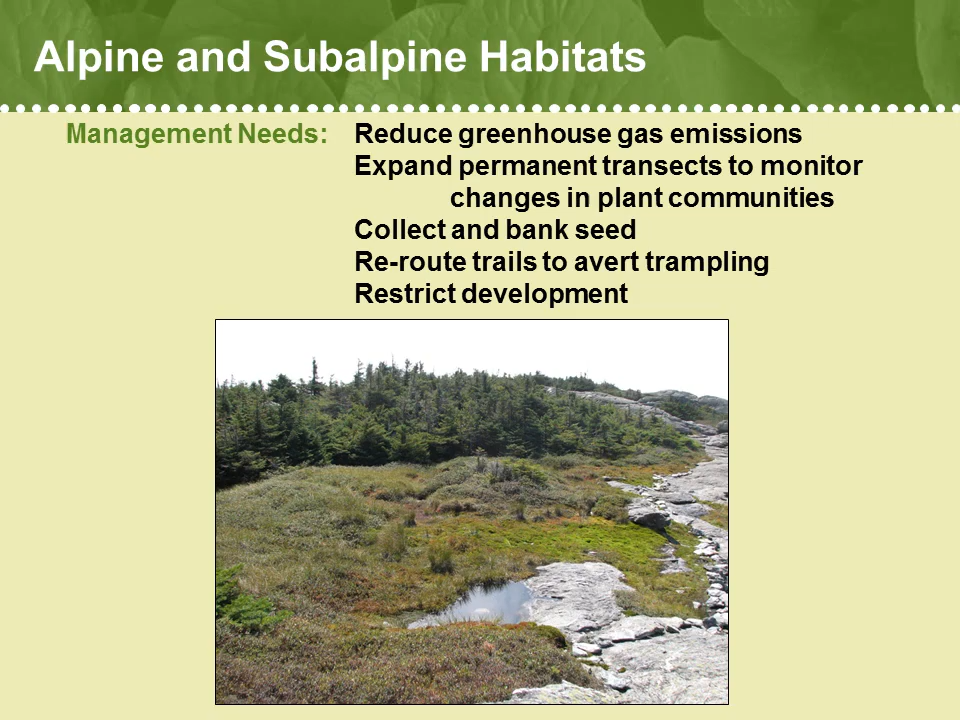 Alpine and Subalpine Habitats
Management Needs: Reduce greenhouse gas emissions
Expand permanent transects to monitor
changes in plant communities
Collect and bank seed
Re-route trails to avert trampling
Restrict development